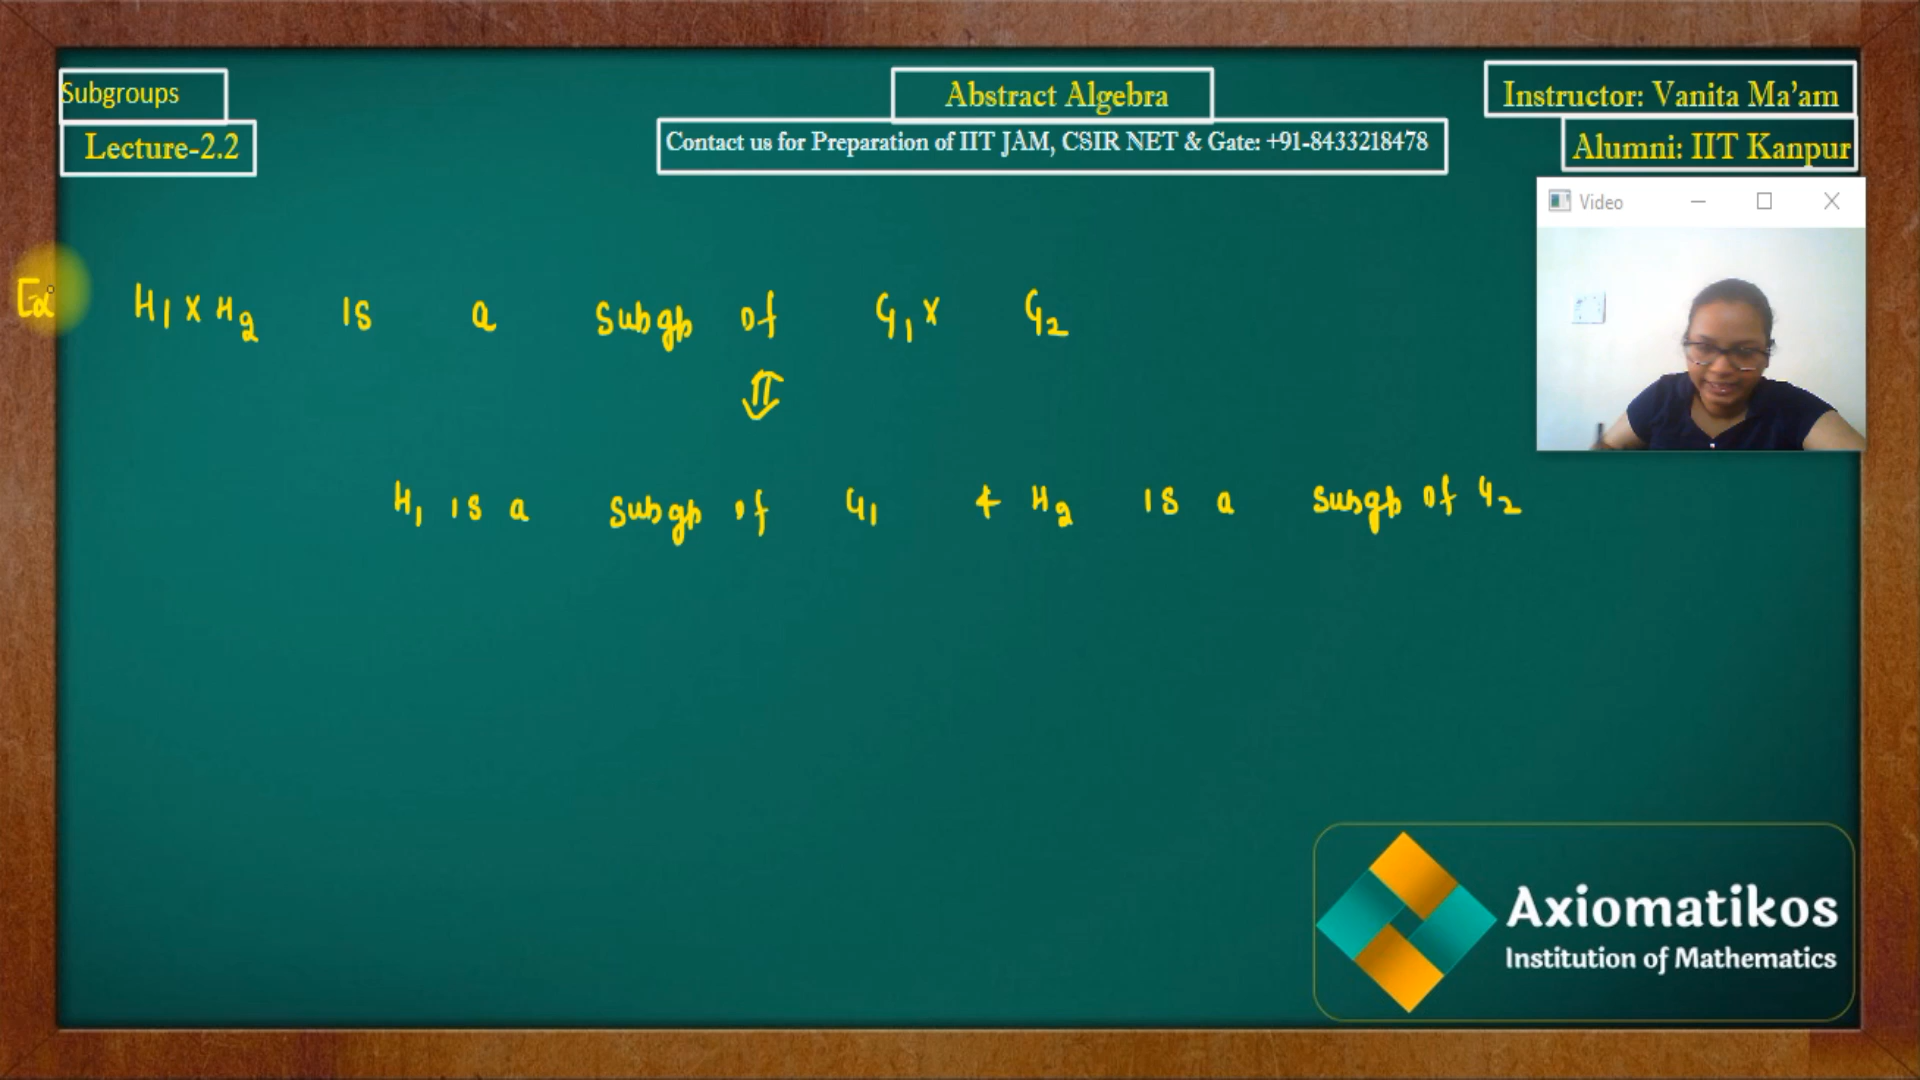 Subgroups
Lecture-2.2
Abstract Algebra
Contact us for Preparation of IIT JAM, CSIR NET & Gate: +91-8433218478
Instructor: Vanita Ma'am
Alumni: IIT Kanpur
Video
Ex H₁ x H₂ is a subgp of G₁ x G₂
⇕
H₁ is a subgp of G₁ & H₂ is a subgp of G₂
Axiomatikos
Institution of Mathematics